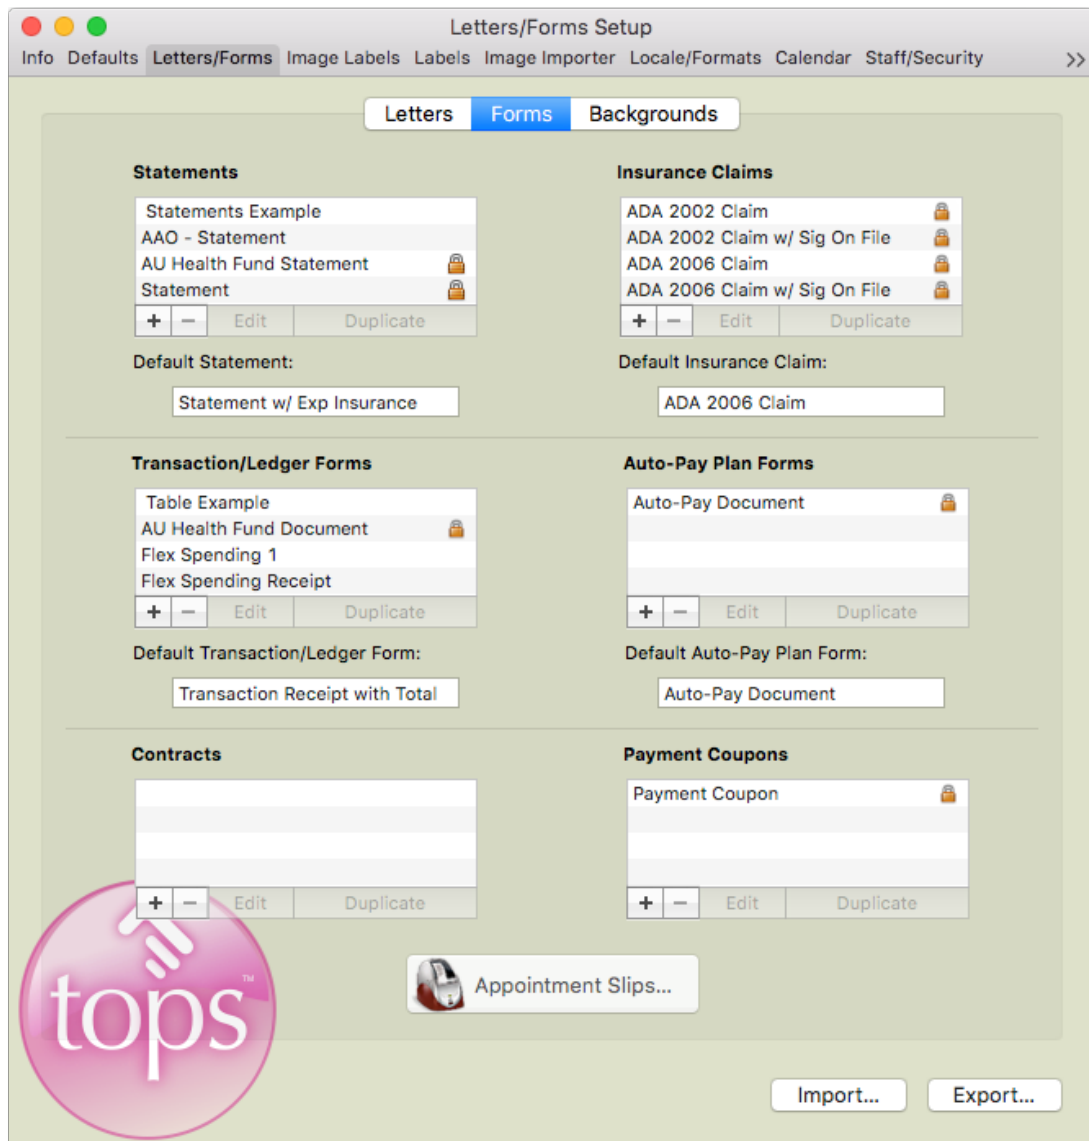 Letters/Forms Setup
Info Defaults Letters/Forms Image Labels Labels Image Importer Locale/Formats Calendar Staff/Security >>
Letters Forms Backgrounds
Statements
Statements Example
AAO - Statement
AU Health Fund Statement
Statement
+ − Edit Duplicate
Default Statement:
Statement w/ Exp Insurance
Insurance Claims
ADA 2002 Claim
ADA 2002 Claim w/ Sig On File
ADA 2006 Claim
ADA 2006 Claim w/ Sig On File
+ − Edit Duplicate
Default Insurance Claim:
ADA 2006 Claim
Transaction/Ledger Forms
Table Example
AU Health Fund Document
Flex Spending 1
Flex Spending Receipt
+ − Edit Duplicate
Default Transaction/Ledger Form:
Transaction Receipt with Total
Auto-Pay Plan Forms
Auto-Pay Document
+ − Edit Duplicate
Default Auto-Pay Plan Form:
Auto-Pay Document
Contracts
+ − Edit Duplicate
Payment Coupons
Payment Coupon
+ − Edit Duplicate
tops™
Appointment Slips...
Import... Export...